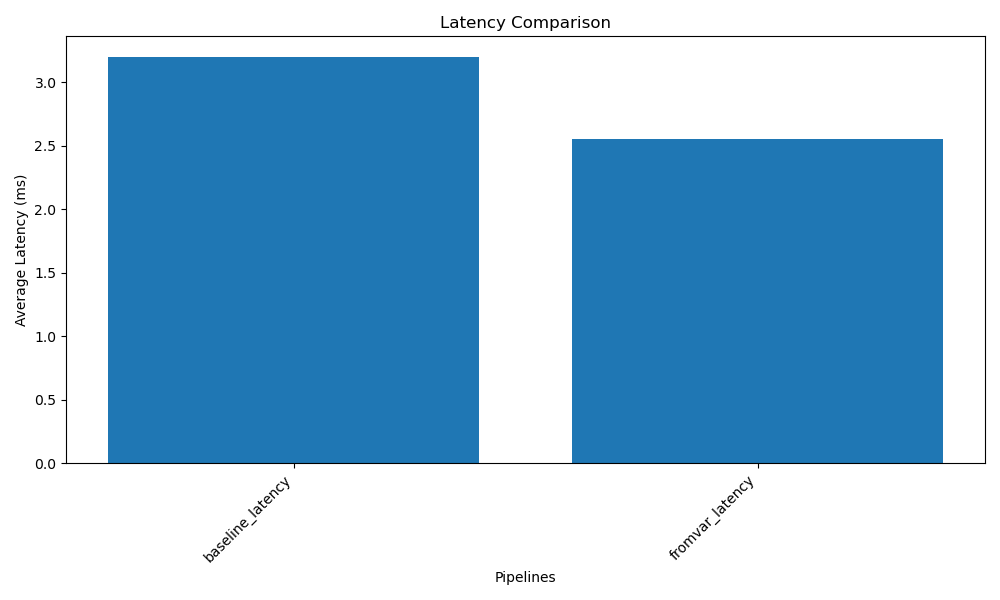 Latency Comparison
Average Latency (ms)
3.0
2.5
2.0
1.5
1.0
0.5
0.0
baseline_latency
fromvar_latency
Pipelines